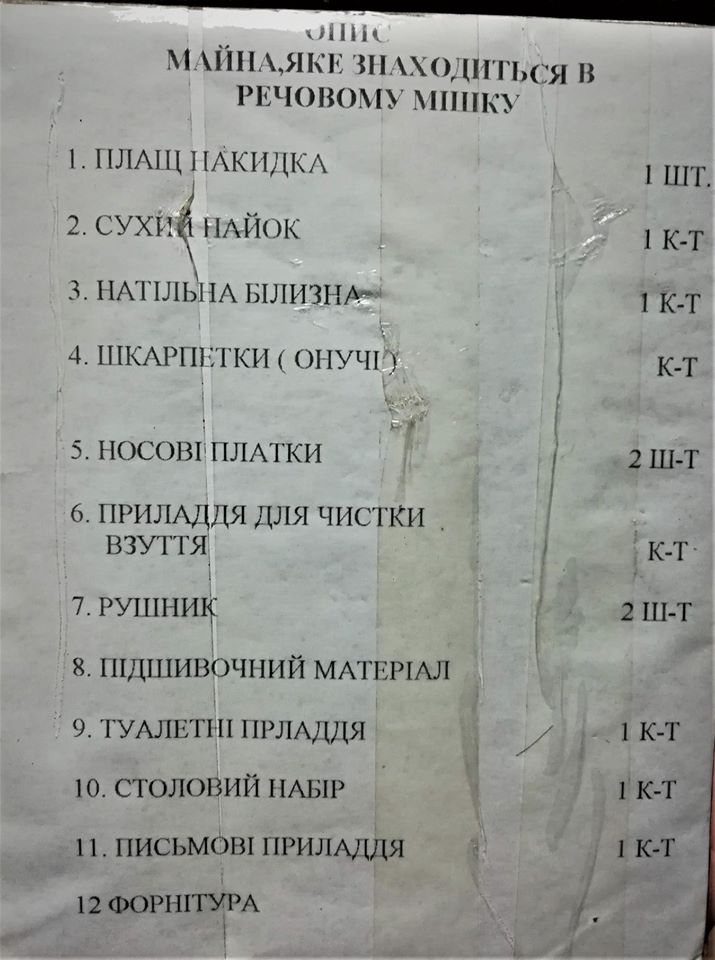 ОПИС
МАЙНА,ЯКЕ ЗНАХОДИТЬСЯ В
РЕЧОВОМУ МІШКУ
1. ПЛАЩ НАКИДКА 1 ШТ.
2. СУХИЙ ПАЙОК 1 К-Т
3. НАТІЛЬНА БІЛИЗНА 1 К-Т
4. ШКАРПЕТКИ ( ОНУЧІ ) К-Т
5. НОСОВІ ПЛАТКИ 2 Ш-Т
6. ПРИЛАДДЯ ДЛЯ ЧИСТКИ
ВЗУТТЯ К-Т
7. РУШНИК 2 Ш-Т
8. ПІДШИВОЧНИЙ МАТЕРІАЛ
9. ТУАЛЕТНІ ПРЛАДДЯ 1 К-Т
10. СТОЛОВИЙ НАБІР 1 К-Т
11. ПИСЬМОВІ ПРИЛАДДЯ 1 К-Т
12 ФОРНІТУРА